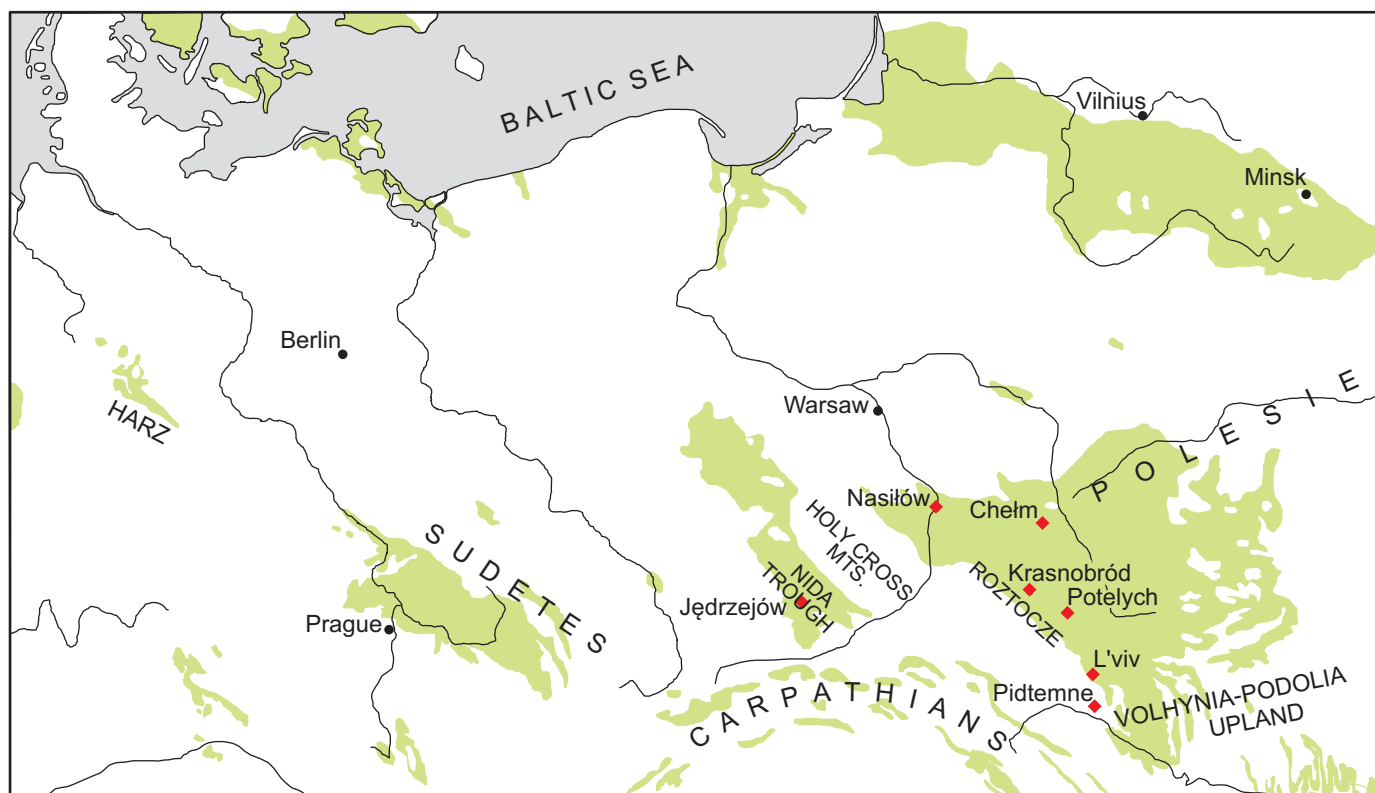 BALTIC SEA
Vilnius
Minsk
Berlin
HARZ
Warsaw
POLESIE
Nasiłów
Chełm
HOLY CROSS
MTS.
SUDETES
NIDA
TROUGH
Jędrzejów
Krasnobród
ROZTOCZE
Potelych
Prague
L'viv
Pidtemne
VOLHYNIA-PODOLIA
UPLAND
CARPATHIANS